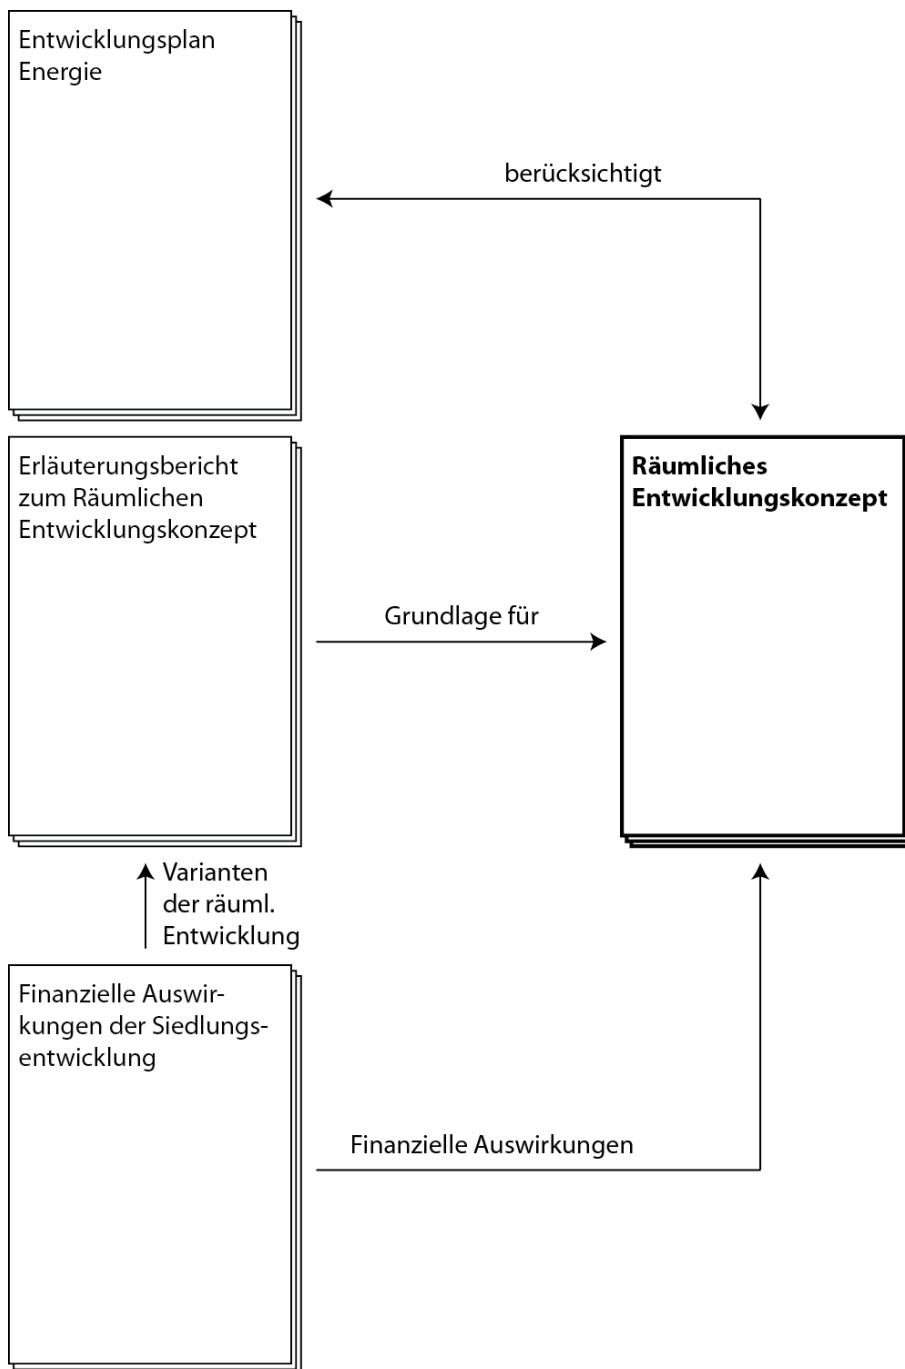 Entwicklungsplan
Energie
berücksichtigt
Erläuterungsbericht
zum Räumlichen
Entwicklungskonzept
Räumliches
Entwicklungskonzept
Grundlage für
Varianten
der räuml.
Entwicklung
Finanzielle Auswir-
kungen der Siedlungs-
entwicklung
Finanzielle Auswirkungen